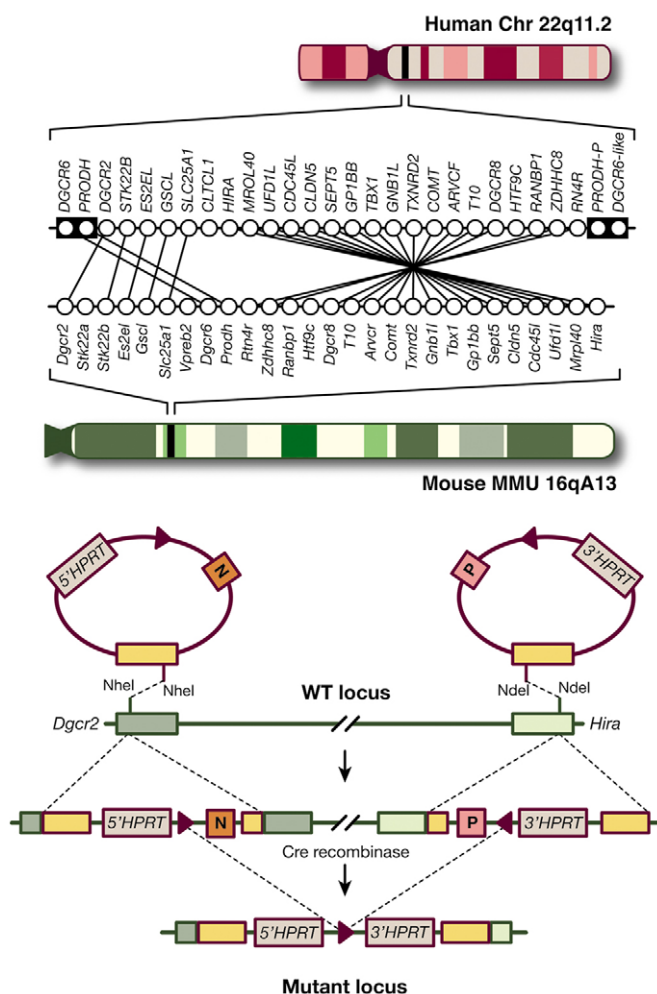 Human Chr 22q11.2
DGCR6
PRODH
DGCR2
STK22B
ES2EL
GSCL
SLC25A1
CLTCL1
HIRA
MROL40
UFD1L
CDC45L
CLDN5
SEPT5
GP1BB
TBX1
GNB1L
TXNRD2
COMT
ARVCF
T10
DGCR8
HTF9C
RANBP1
ZDHHC8
RN4R
PRODH-P
DGCR6-like
Dgcr2
Stk22a
Stk22b
Es2el
Gscl
Slc25a1
Vpreb2
Dgcr6
Prodh
Rtn4r
Zdhhc8
Ranbp1
Htf9c
Dgcr8
T10
Arvcr
Comt
Txnrd2
Gnb1l
Tbx1
Gp1bb
Sept5
Cldn5
Cdc45l
Ufd1l
Mrpl40
Hira
Mouse MMU 16qA13
5'HPRT
N
P
3'HPRT
NheI
NheI
WT locus
NdeI
NdeI
Dgcr2
Hira
5'HPRT
N
P
3'HPRT
Cre recombinase
5'HPRT
3'HPRT
Mutant locus